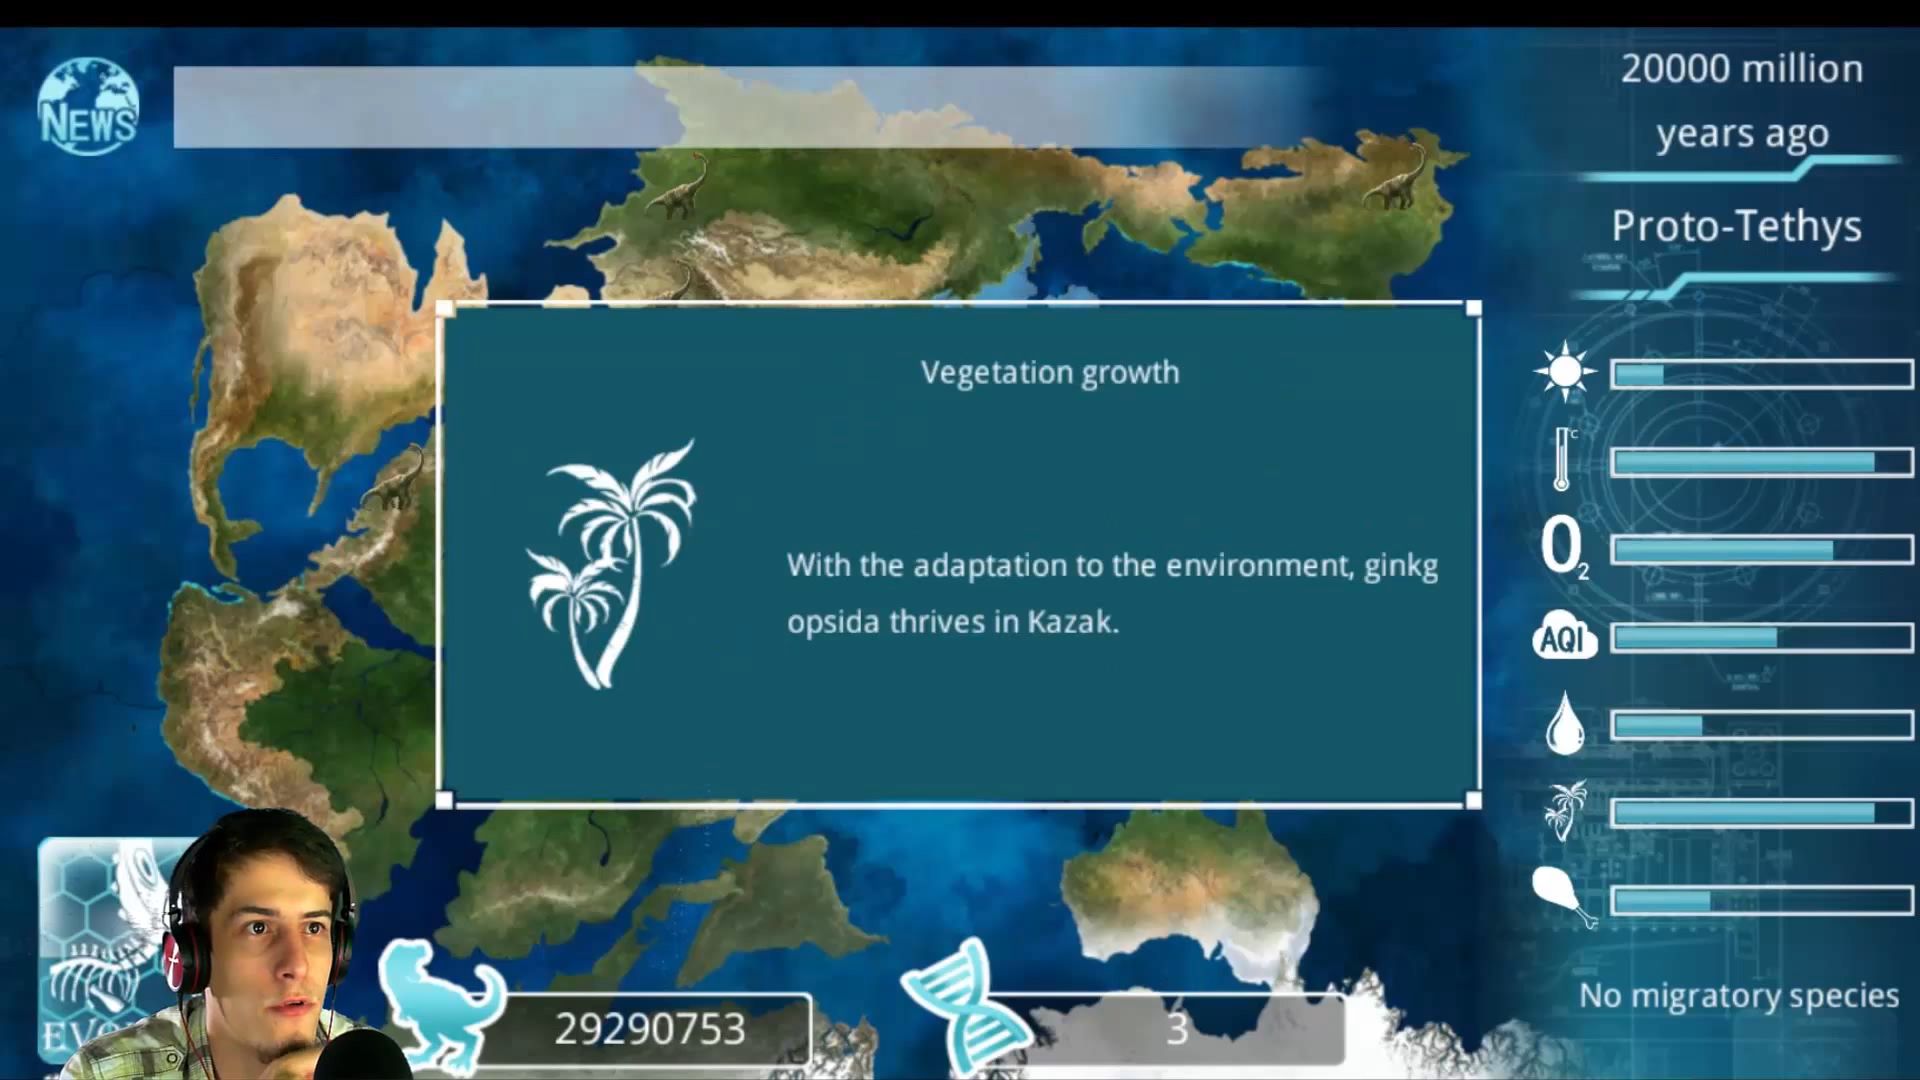 NEWS
20000 million
years ago
Proto-Tethys
Vegetation growth
With the adaptation to the environment, ginkg
opsida thrives in Kazak.
°C
O2
AQI
No migratory species
29290753
3